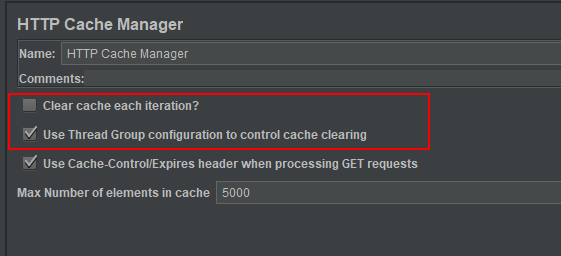 HTTP Cache Manager
Name: HTTP Cache Manager
Comments:
Clear cache each iteration?
Use Thread Group configuration to control cache clearing
Use Cache-Control/Expires header when processing GET requests
Max Number of elements in cache 5000